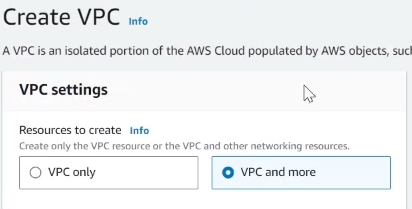 Create VPC Info
A VPC is an isolated portion of the AWS Cloud populated by AWS objects,
VPC settings
Resources to create Info
Create only the VPC resource or the VPC and other networking resources.
VPC only
VPC and more